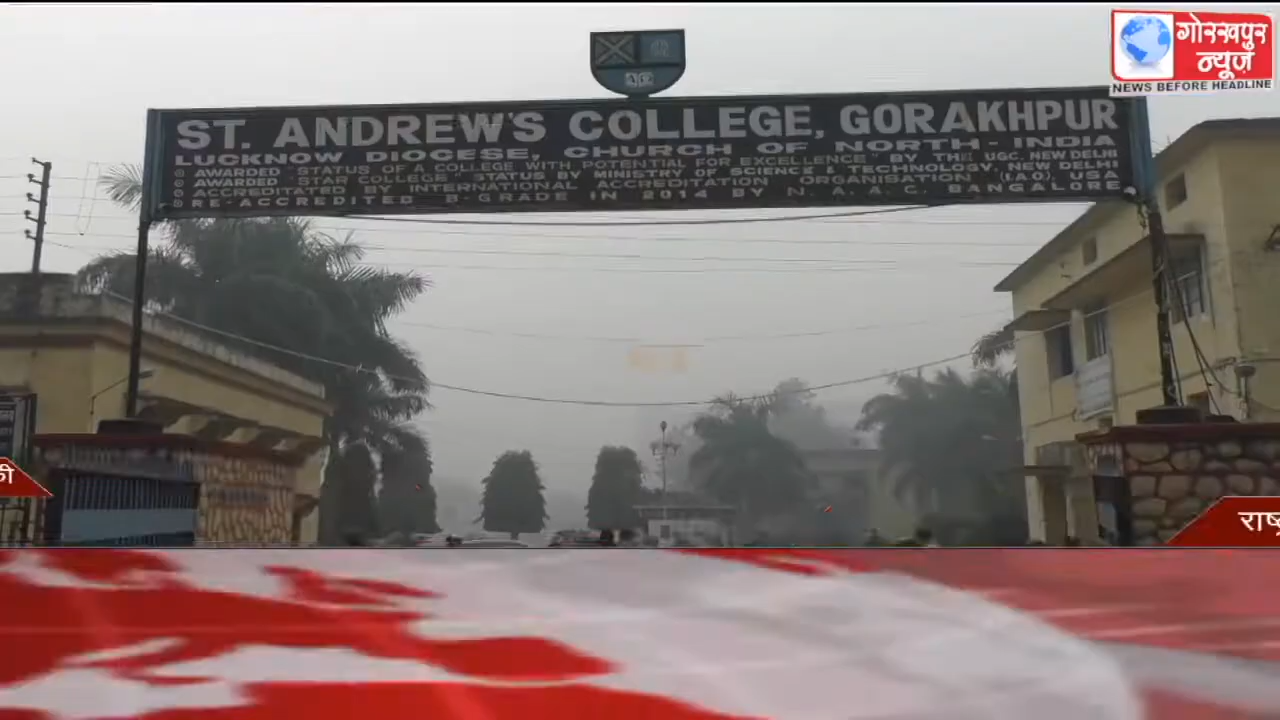 गोरखपुर
न्यूज़
NEWS BEFORE HEADLINE
AC
ST. ANDREW'S COLLEGE, GORAKHPUR
LUCKNOW DIOCESE, CHURCH OF NORTH-INDIA
AWARDED "STATUS OF A COLLEGE WITH POTENTIAL FOR EXCELLENCE" BY THE UGC, NEW DELHI
AWARDED "STAR COLLEGE" STATUS BY MINISTRY OF SCIENCE & TECHNOLOGY, NEW DELHI
ACCREDITATED BY INTERNATIONAL ACCREDITATION ORGANISATION (IAO), USA
RE-ACCREDITED B-GRADE IN 2014 BY N.A.A.C. BANGALORE
की